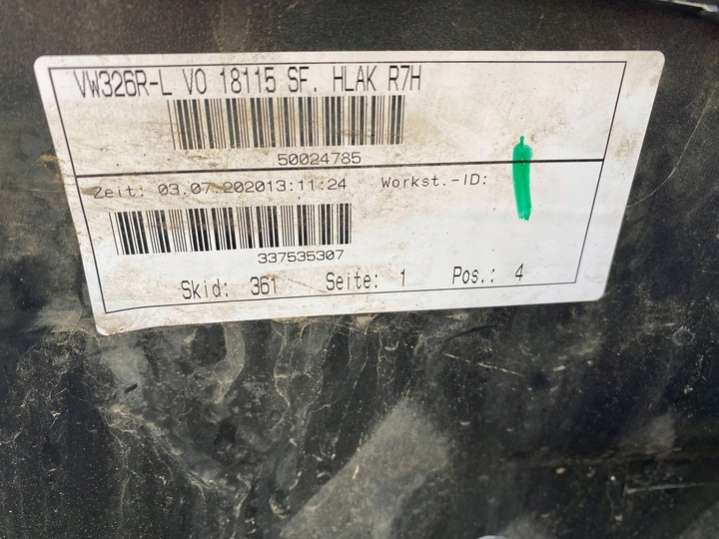 VW326R-L VO 18115 SF. HLAK R7H
50024785
Zeit: 03.07.202013:11:24 Workst.-ID:
337535307
Skid: 361 Seite: 1 Pos.: 4